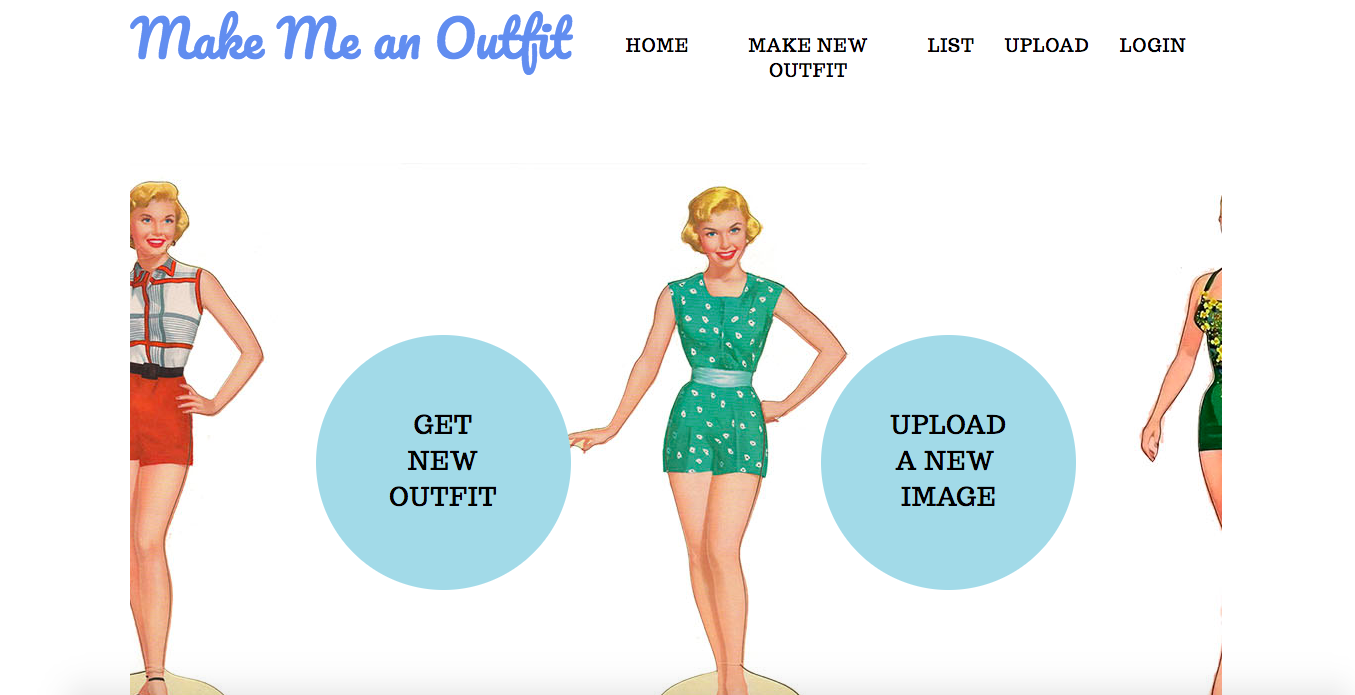 Make Me an Outfit
HOME
MAKE NEW
OUTFIT
LIST
UPLOAD
LOGIN
GET
NEW
OUTFIT
UPLOAD
A NEW
IMAGE